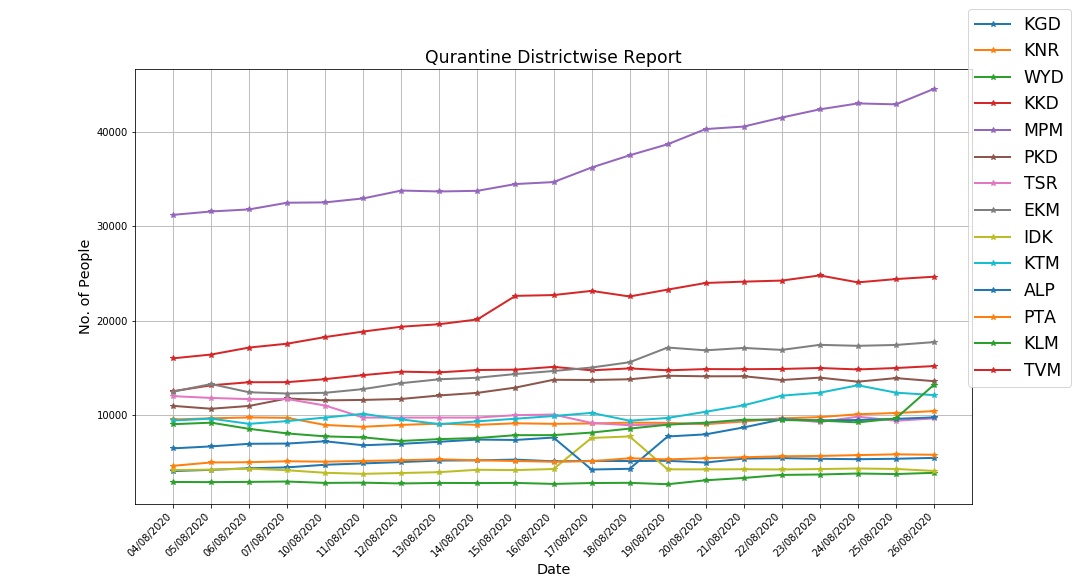 Qurantine Districtwise Report
No. of People
40000
30000
20000
10000
04/08/2020
05/08/2020
06/08/2020
07/08/2020
10/08/2020
11/08/2020
12/08/2020
13/08/2020
14/08/2020
15/08/2020
16/08/2020
17/08/2020
18/08/2020
19/08/2020
20/08/2020
21/08/2020
22/08/2020
23/08/2020
24/08/2020
25/08/2020
26/08/2020
Date
KGD
KNR
WYD
KKD
MPM
PKD
TSR
EKM
IDK
KTM
ALP
PTA
KLM
TVM